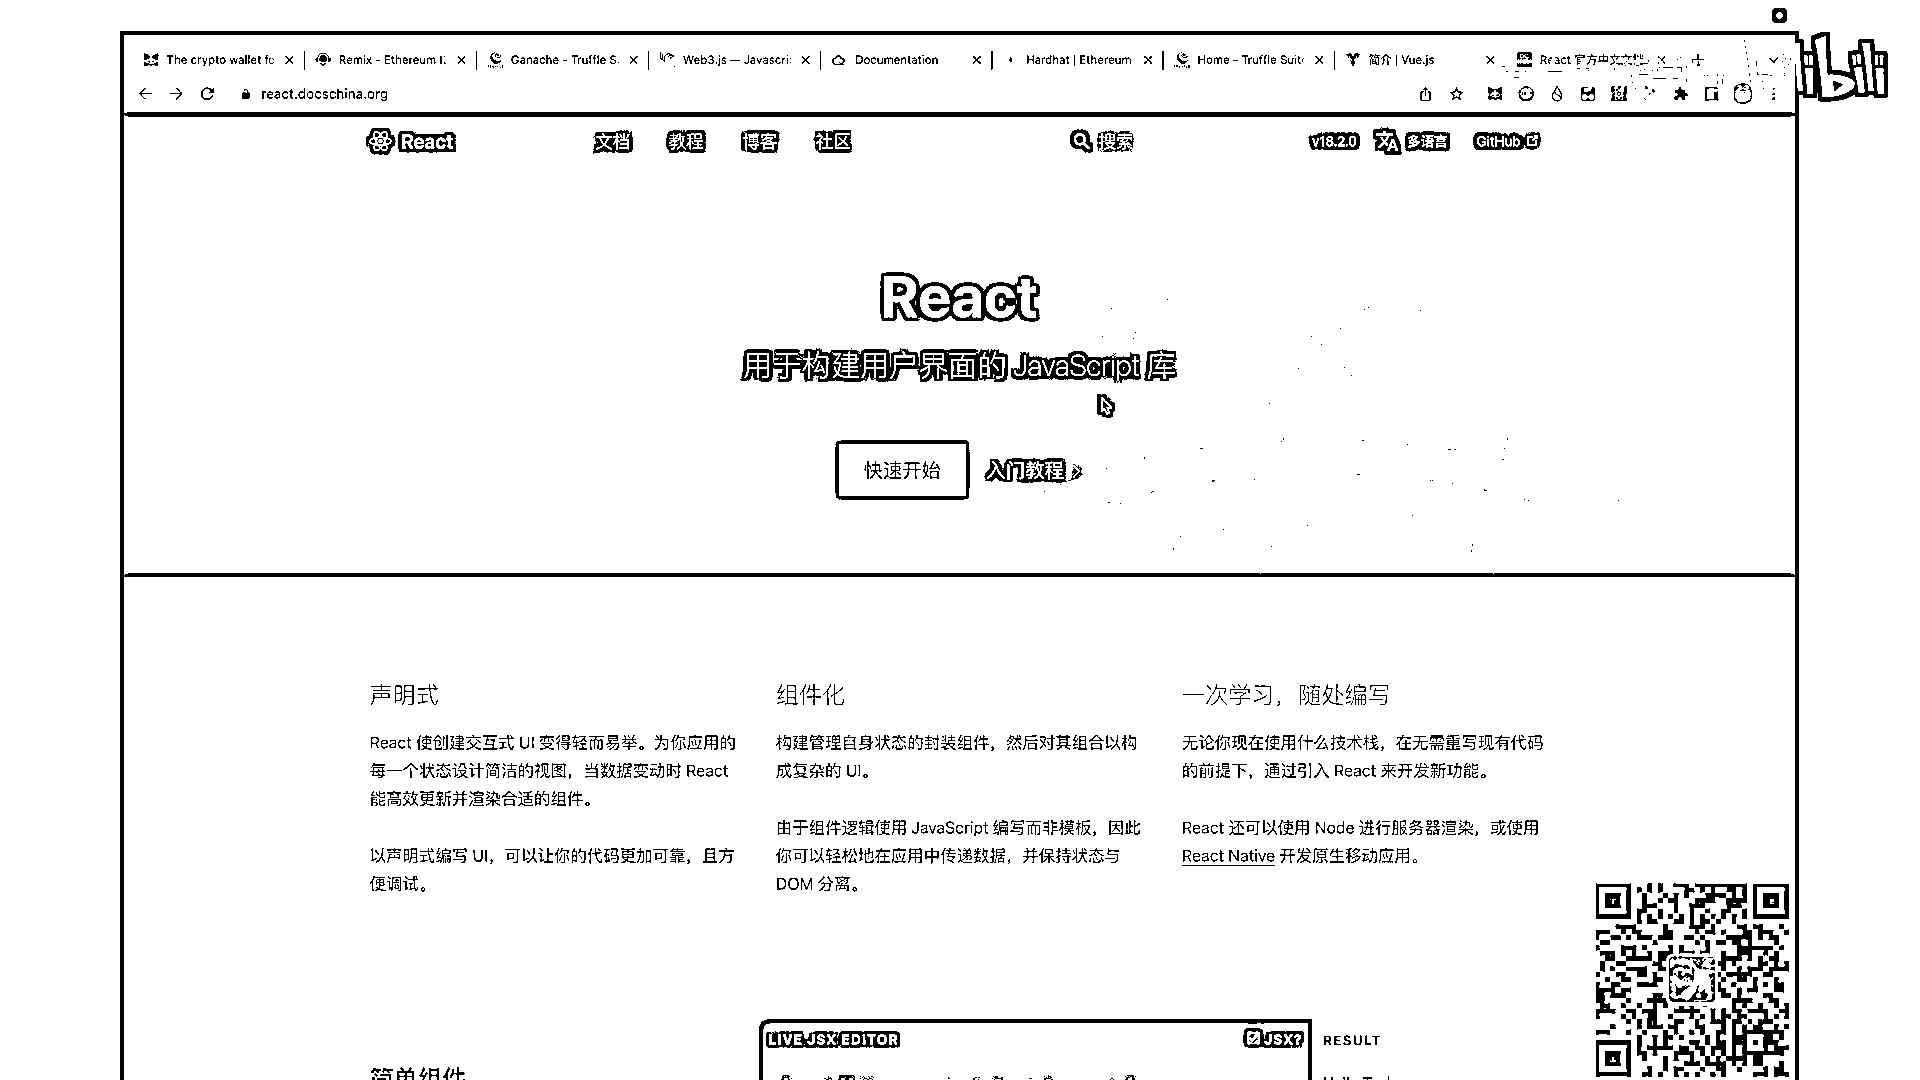 The crypto wallet fo
Remix - Ethereum I
Ganache - Truffle S
Web3.js — Javascri
Documentation
Hardhat | Ethereum
Home - Truffle Suite
简介 | Vue.js
React 官方中文文档
react.docschina.org
React
文档
教程
博客
社区
搜索
v18.2.0
多语言
GitHub
React
用于构建用户界面的 JavaScript 库
快速开始
入门教程
声明式
React 使创建交互式 UI 变得轻而易举。为你应用的
每一个状态设计简洁的视图，当数据变动时 React
能高效更新并渲染合适的组件。
以声明式编写 UI，可以让你的代码更加可靠，且方
便调试。
组件化
构建管理自身状态的封装组件，然后对其组合以构
成复杂的 UI。
由于组件逻辑使用 JavaScript 编写而非模板，因此
你可以轻松地在应用中传递数据，并保持状态与
DOM 分离。
一次学习，随处编写
无论你现在使用什么技术栈，在无需重写现有代码
的前提下，通过引入 React 来开发新功能。
React 还可以使用 Node 进行服务器渲染，或使用
React Native 开发原生移动应用。
简单组件
LIVE JSX EDITOR
JSX?
RESULT